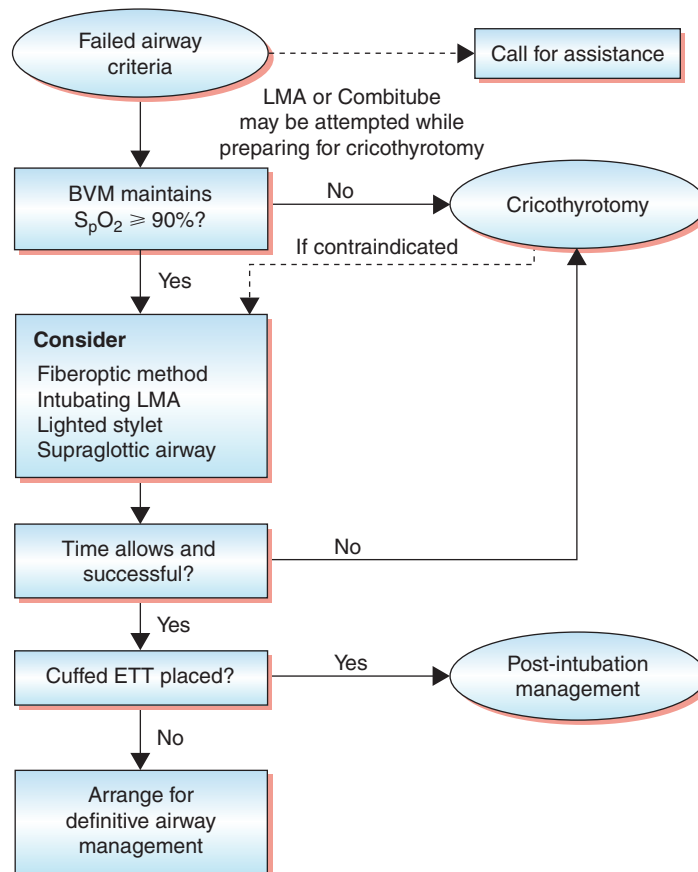 Failed airway
criteria
Call for assistance
LMA or Combitube
may be attempted while
preparing for cricothyrotomy
BVM maintains
SpO2 ⩾ 90%?
No
Cricothyrotomy
If contraindicated
Yes
Consider
Fiberoptic method
Intubating LMA
Lighted stylet
Supraglottic airway
Time allows and
successful?
No
Yes
Cuffed ETT placed?
Yes
Post-intubation
management
No
Arrange for
definitive airway
management